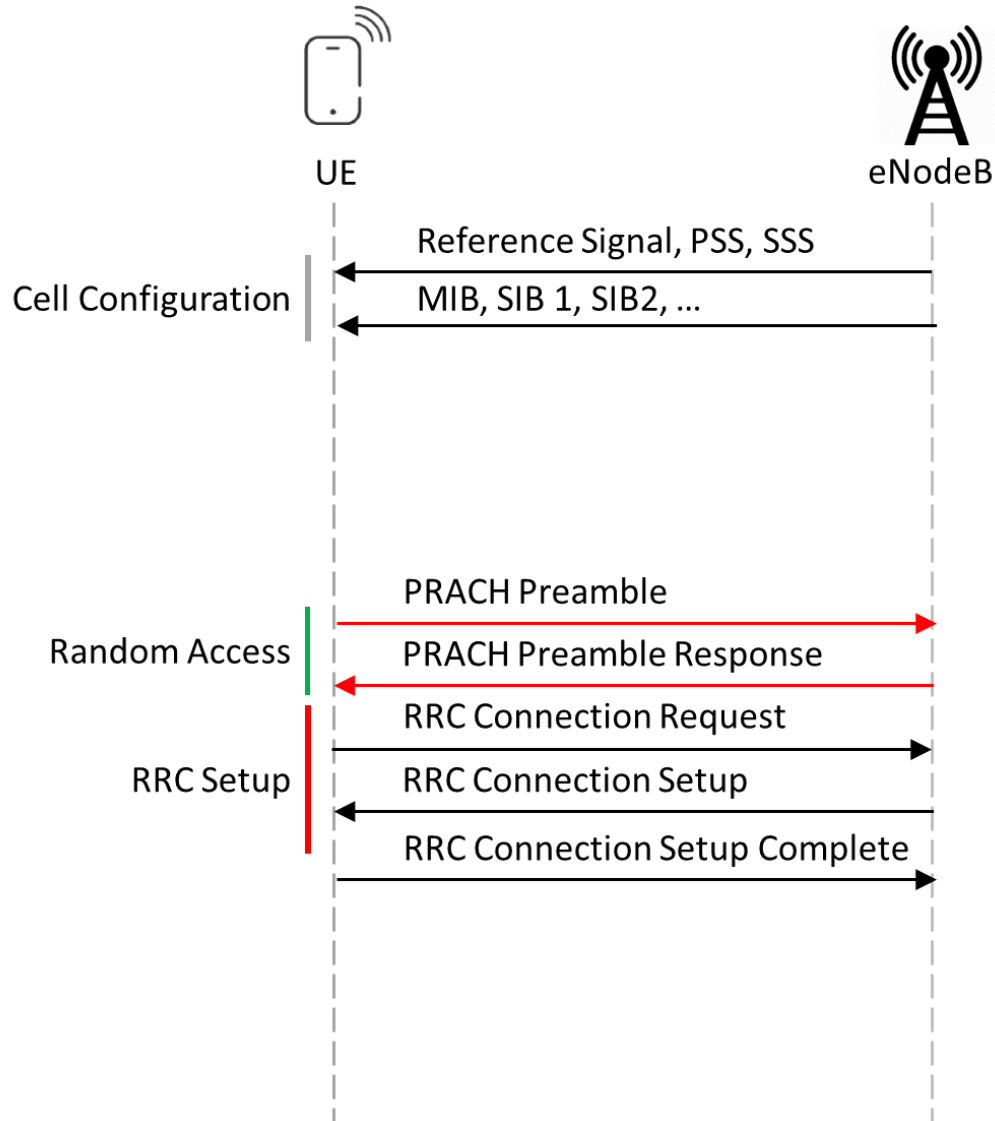 UE
eNodeB
Reference Signal, PSS, SSS
Cell Configuration
MIB, SIB 1, SIB2, ...
PRACH Preamble
Random Access
PRACH Preamble Response
RRC Connection Request
RRC Setup
RRC Connection Setup
RRC Connection Setup Complete